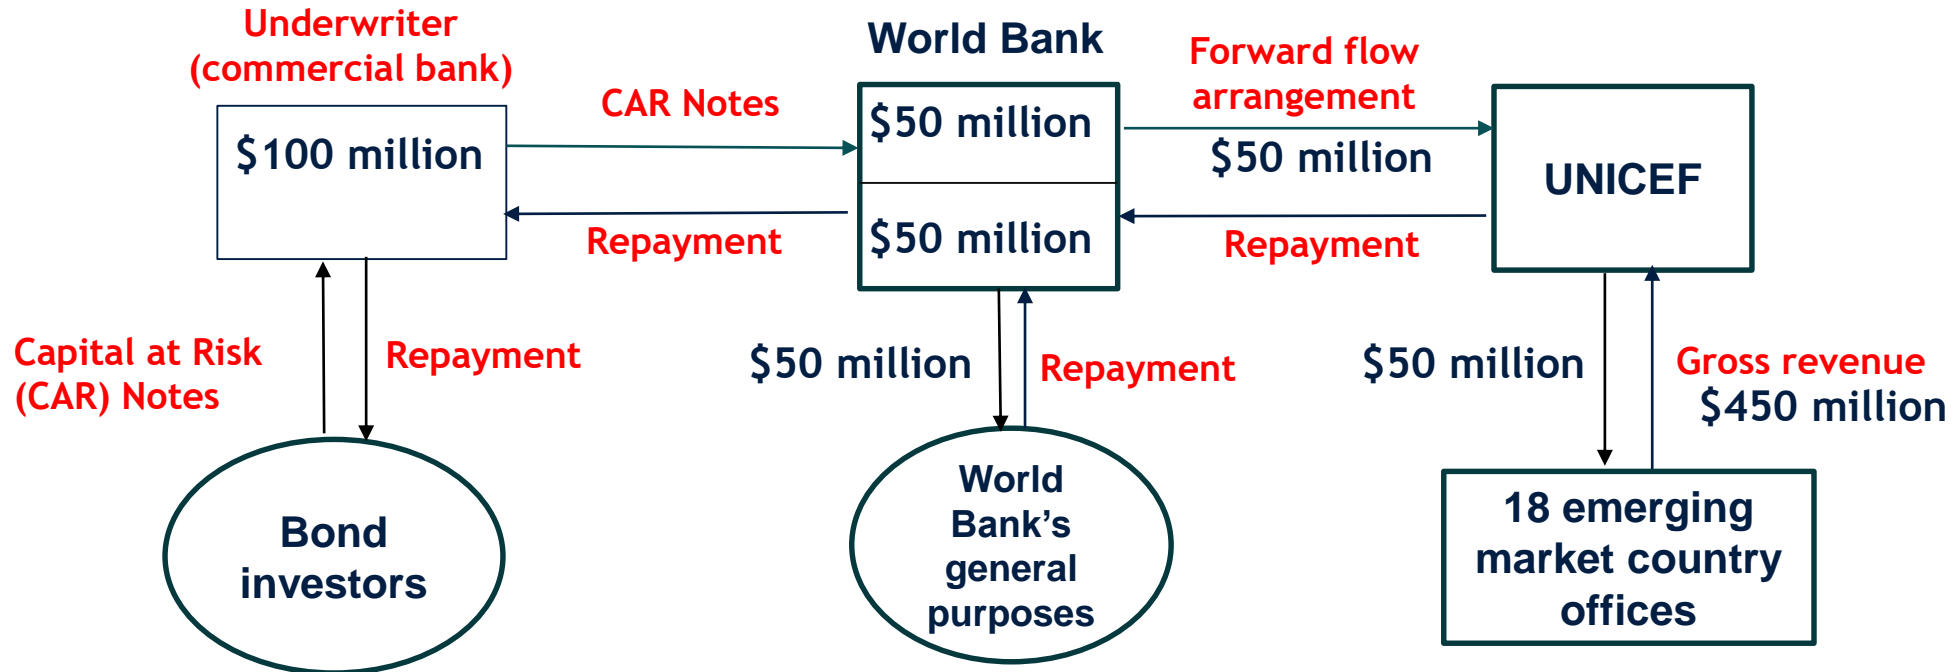 Underwriter
(commercial bank)
$100 million
CAR Notes
Repayment
Capital at Risk
(CAR) Notes
Repayment
Bond
investors
World Bank
$50 million
$50 million
$50 million
Repayment
World
Bank's
general
purposes
Forward flow
arrangement
$50 million
Repayment
UNICEF
$50 million
Gross revenue
$450 million
18 emerging
market country
offices